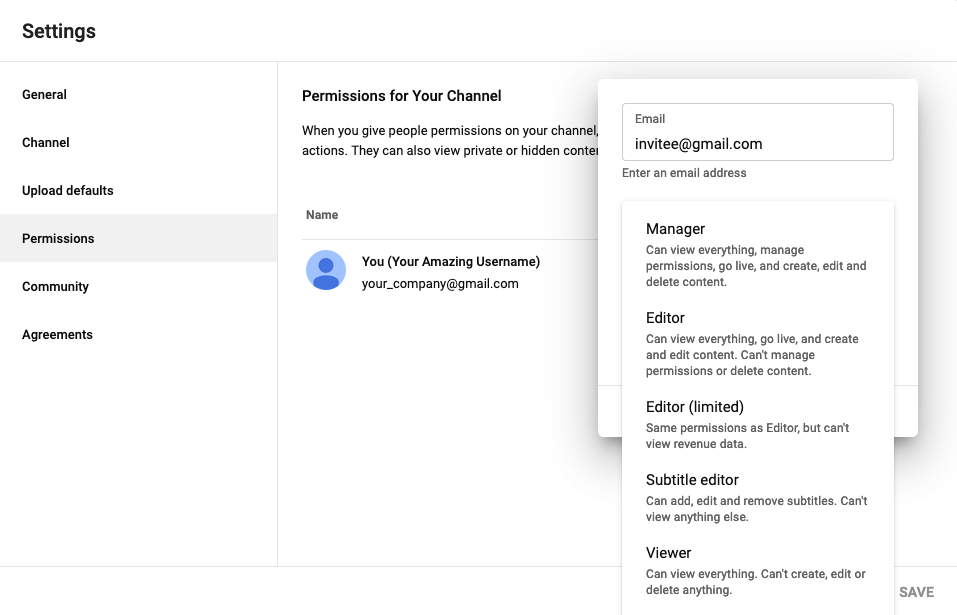 Settings
General
Channel
Upload defaults
Permissions
Community
Agreements
Permissions for Your Channel
When you give people permissions on your channel,
actions. They can also view private or hidden
Name
You (Your Amazing Username)
your_company@gmail.com
Email
invitee@gmail.com
Enter an email address
Manager
Can view everything, manage
permissions, go live, and create, edit and
delete content.
Editor
Can view everything, go live, and create
and edit content. Can't manage
permissions or delete content.
Editor (limited)
Same permissions as Editor, but can't
view revenue data.
Subtitle editor
Can add, edit and remove subtitles. Can't
view anything else.
Viewer
Can view everything. Can't create, edit or
delete anything.
SAVE